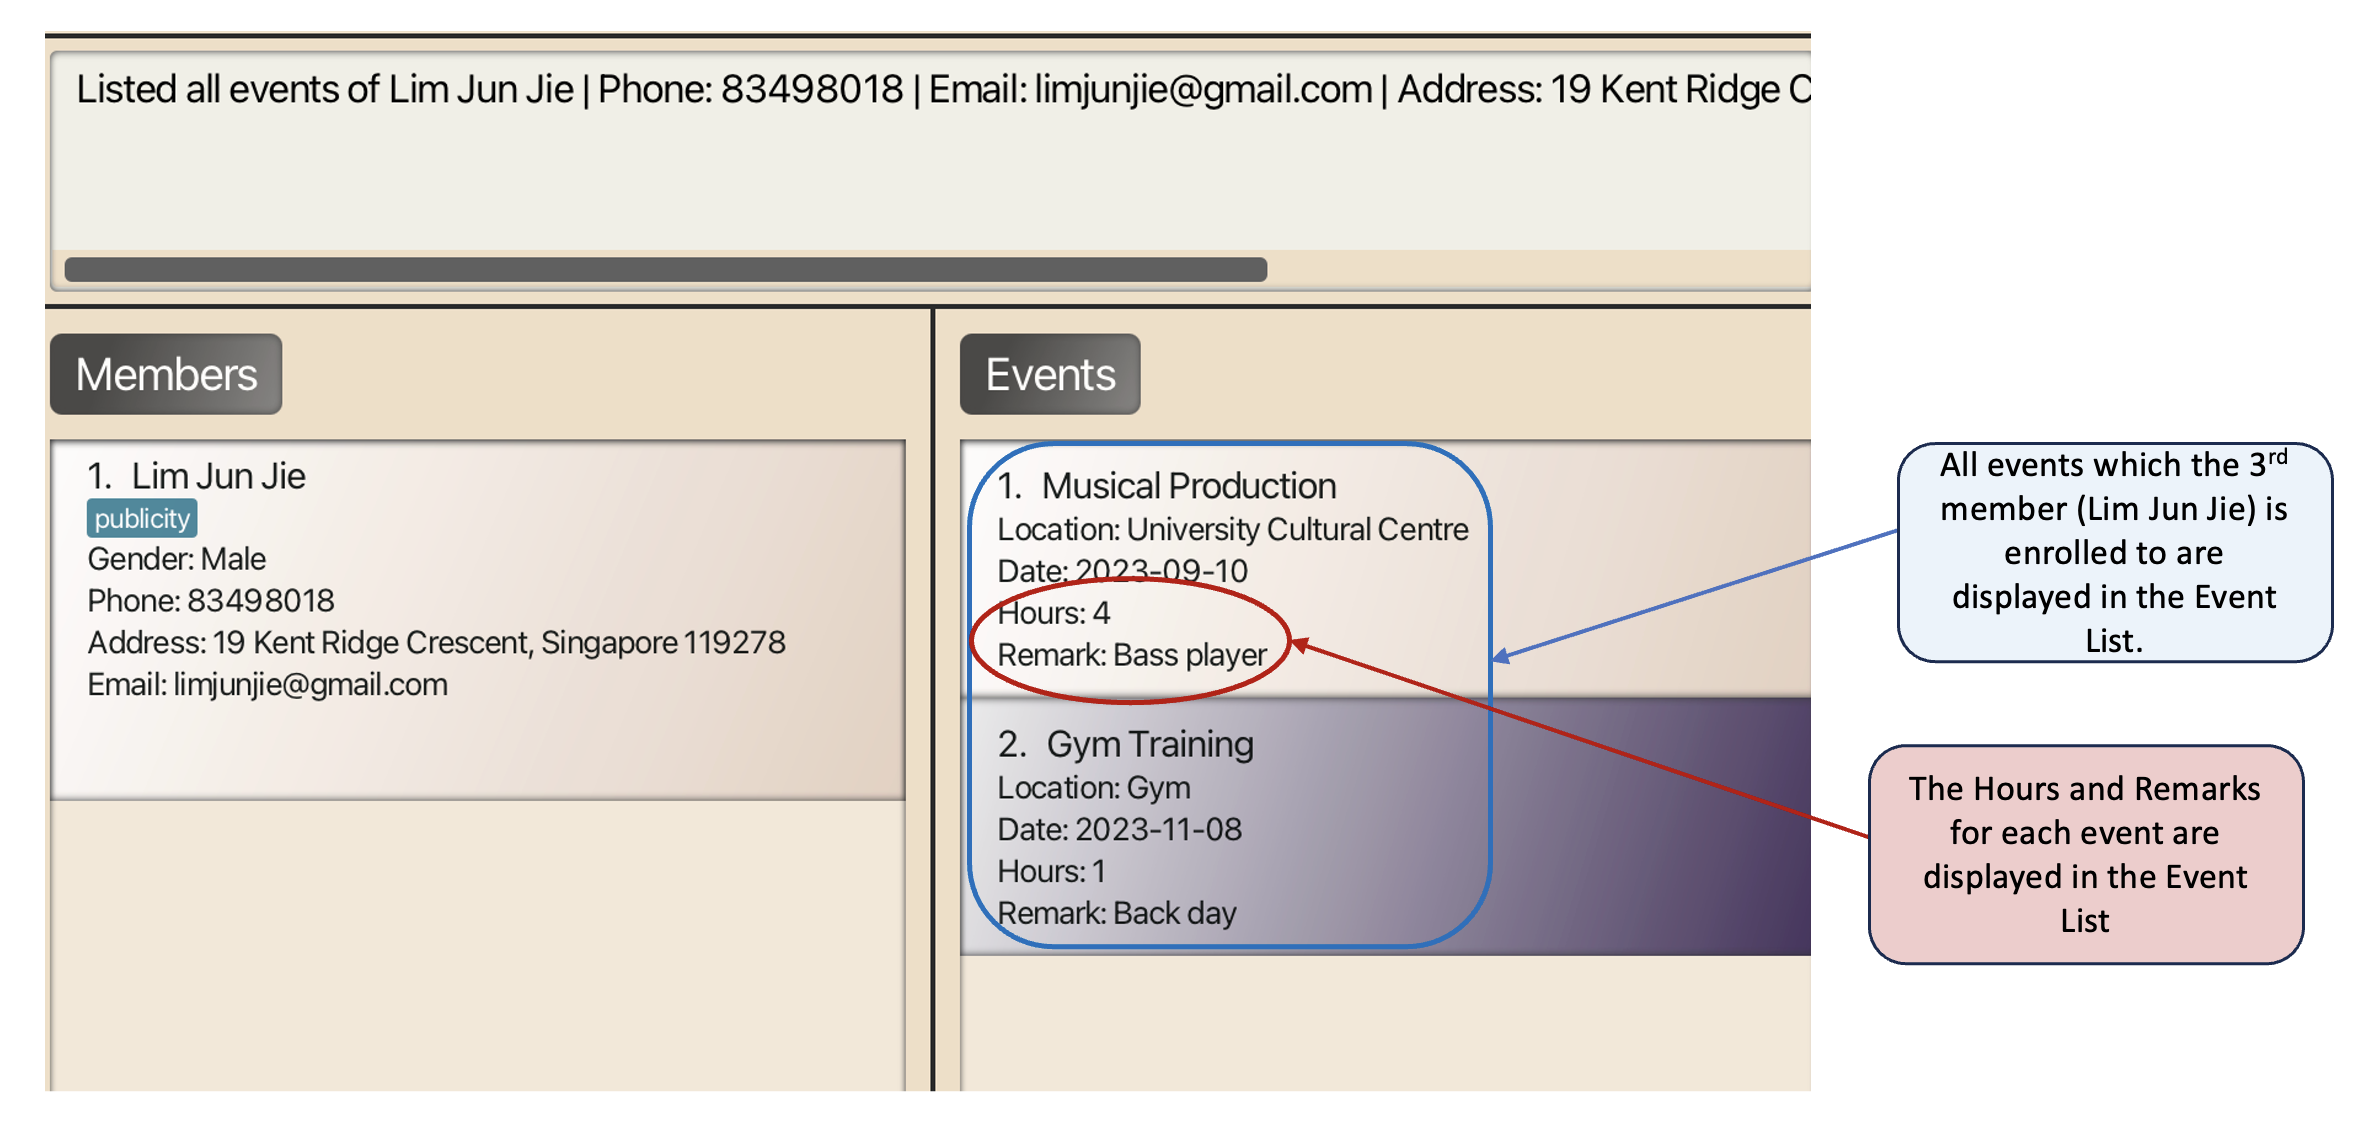 Listed all events of Lim Jun Jie | Phone: 83498018 | Email: limjunjie@gmail.com | Address: 19 Kent Ridge C
Members
1. Lim Jun Jie
publicity
Gender: Male
Phone: 83498018
Address: 19 Kent Ridge Crescent, Singapore 119278
Email: limjunjie@gmail.com
Events
1. Musical Production
Location: University Cultural Centre
Date: 2023-09-10
Hours: 4
Remark: Bass player
2. Gym Training
Location: Gym
Date: 2023-11-08
Hours: 1
Remark: Back day
All events which the 3rd
member (Lim Jun Jie) is
enrolled to are
displayed in the Event
List.
The Hours and Remarks
for each event are
displayed in the Event
List